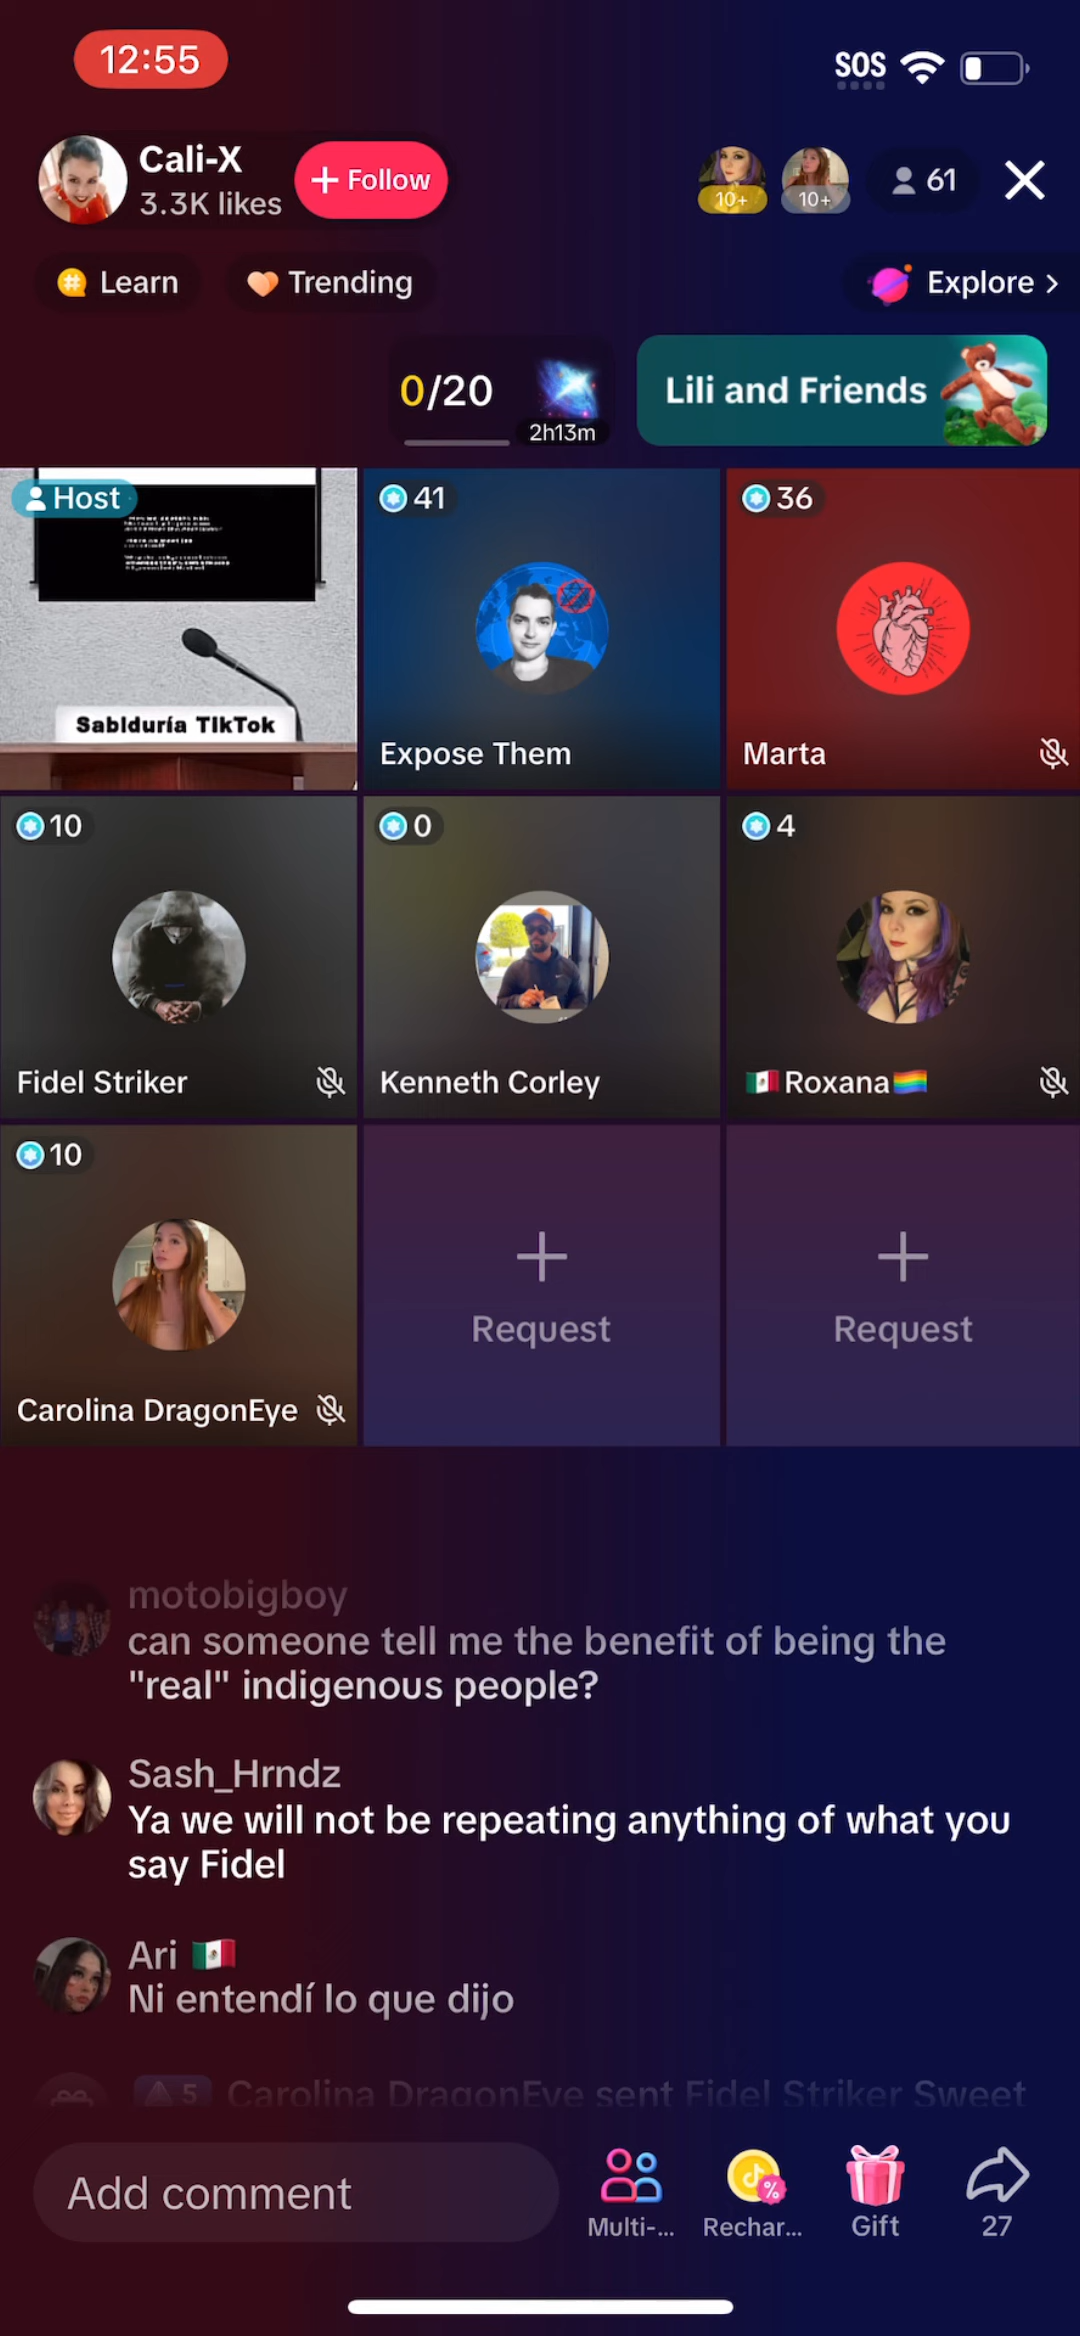 12:55
SOS
Cali-X
3.3K likes
+ Follow
10+
10+
61
Learn
Trending
Explore >
0/20
2h13m
Lili and Friends
Host
Sabiduría TikTok
41
Expose Them
36
Marta
10
Fidel Striker
0
Kenneth Corley
4
🇲🇽Roxana🏳️‍🌈
10
Carolina DragonEye
Request
Request
motobigboy
can someone tell me the benefit of being the
"real" indigenous people?
Sash_Hrndz
Ya we will not be repeating anything of what you
say Fidel
Ari 🇲🇽
Ni entendí lo que dijo
5 Carolina DragonEye sent Fidel Striker Sweet
Add comment
Multi-...
Rechar...
Gift
27